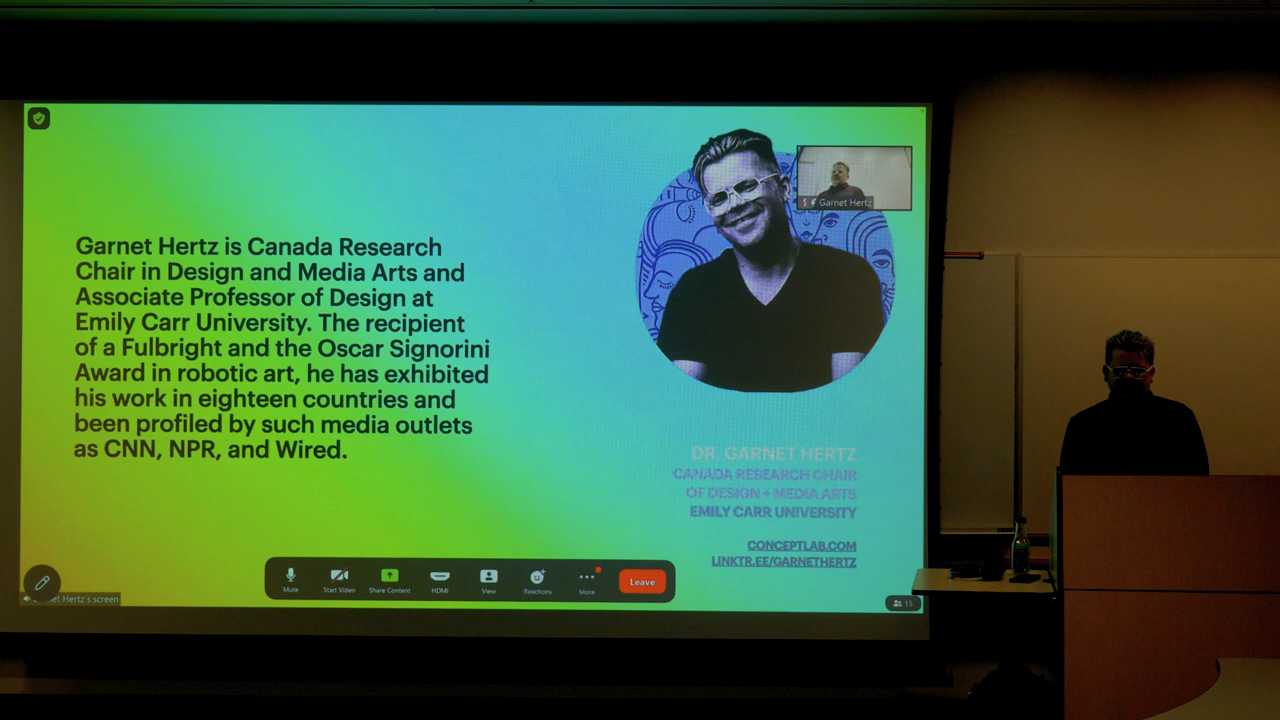 Garnet Hertz is Canada Research
Chair in Design and Media Arts and
Associate Professor of Design at
Emily Carr University. The recipient
of a Fulbright and the Oscar Signorini
Award in robotic art, he has exhibited
his work in eighteen countries and
been profiled by such media outlets
as CNN, NPR, and Wired.
Garnet Hertz
DR. GARNET HERTZ
CANADA RESEARCH CHAIR
OF DESIGN + MEDIA ARTS
EMILY CARR UNIVERSITY
CONCEPTLAB.COM
LINKTR.EE/GARNETHERTZ
Mute
Start Video
Share Content
HDMI
View
Reactions
More
Leave
Hertz's screen
15